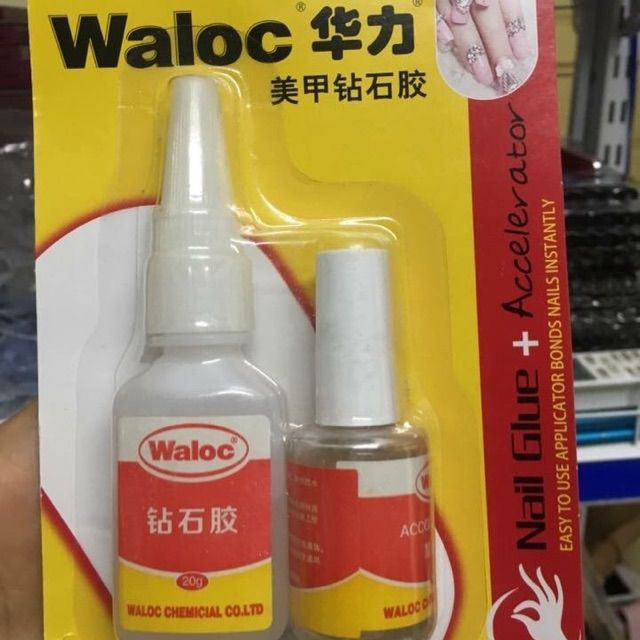 Waloc® 华力®
美甲钻石胶
Nail Glue + Accelerator
EASY TO USE APPLICATOR BONDS NAILS INSTANTLY
Waloc®
钻石胶
20g
WALOC CHEMICIAL CO.LTD
WALOC